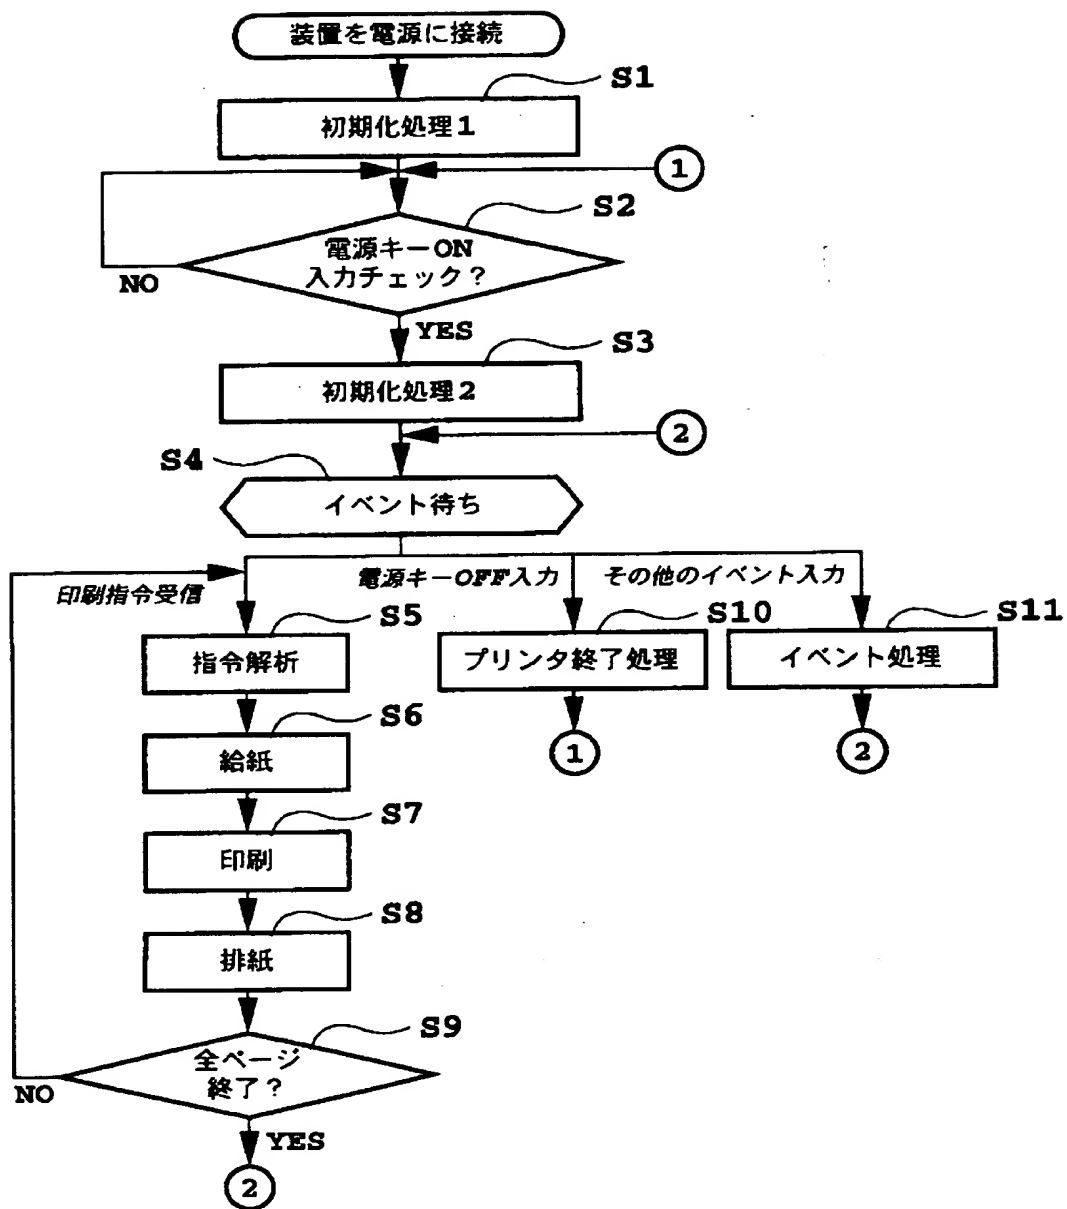 装置を電源に接続
S1
初期化処理1
1
S2
電源キーON
入力チェック?
NO
YES
S3
初期化処理2
2
S4
イベント待ち
印刷指令受信
電源キーOFF入力
その他のイベント入力
S5
指令解析
S10
プリンタ終了処理
S11
イベント処理
S6
給紙
1
2
S7
印刷
S8
排紙
S9
全ページ
終了?
NO
YES
2